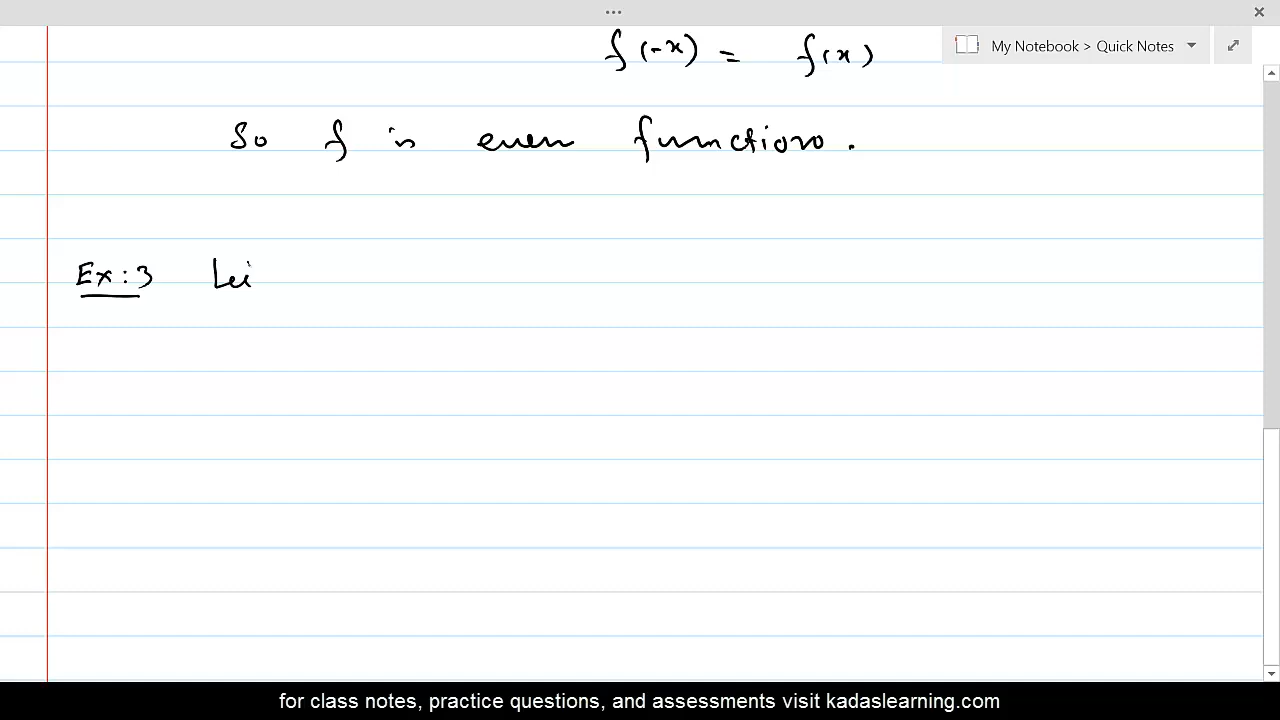 ...
f(-x) = f(x)
My Notebook > Quick Notes
So f is even function.
Ex: 3 Lei
for class notes, practice questions, and assessments visit kadaslearning.com